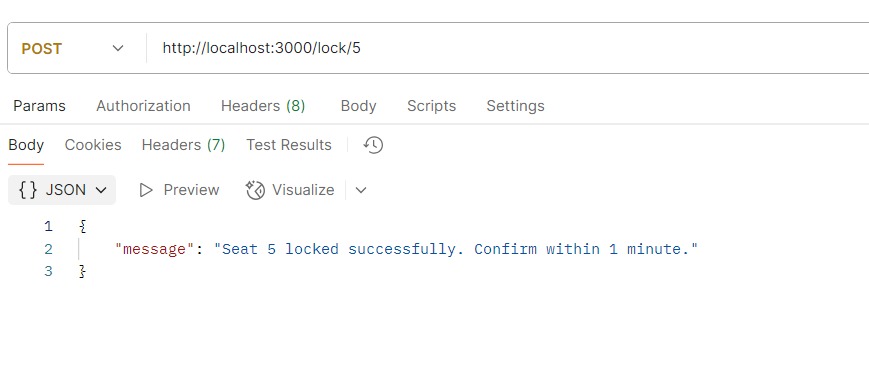 POST http://localhost:3000/lock/5
Params Authorization Headers (8) Body Scripts Settings
Body Cookies Headers (7) Test Results
{} JSON Preview Visualize
1 {
2 "message": "Seat 5 locked successfully. Confirm within 1 minute."
3 }